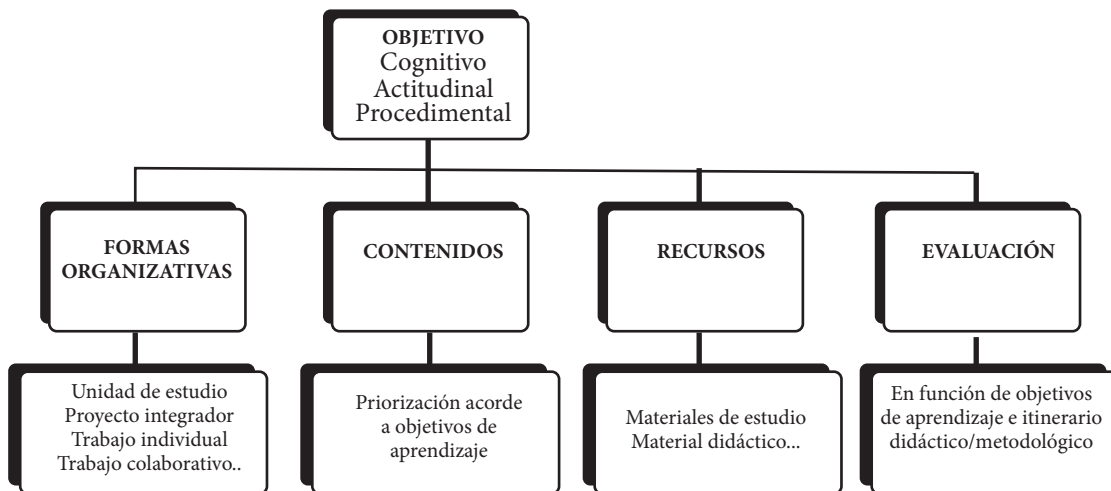 OBJETIVO
Cognitivo
Actitudinal
Procedimental
FORMAS
ORGANIZATIVAS
CONTENIDOS
RECURSOS
EVALUACIÓN
Unidad de estudio
Proyecto integrador
Trabajo individual
Trabajo colaborativo..
Priorización acorde
a objetivos de
aprendizaje
Materiales de estudio
Material didáctico...
En función de objetivos
de aprendizaje e itinerario
didáctico/metodológico